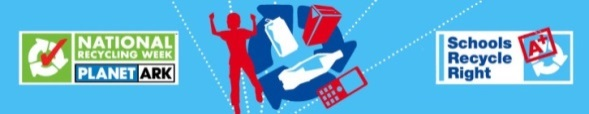 NATIONAL
RECYCLING WEEK
PLANET ARK
Schools
Recycle
Right
A+